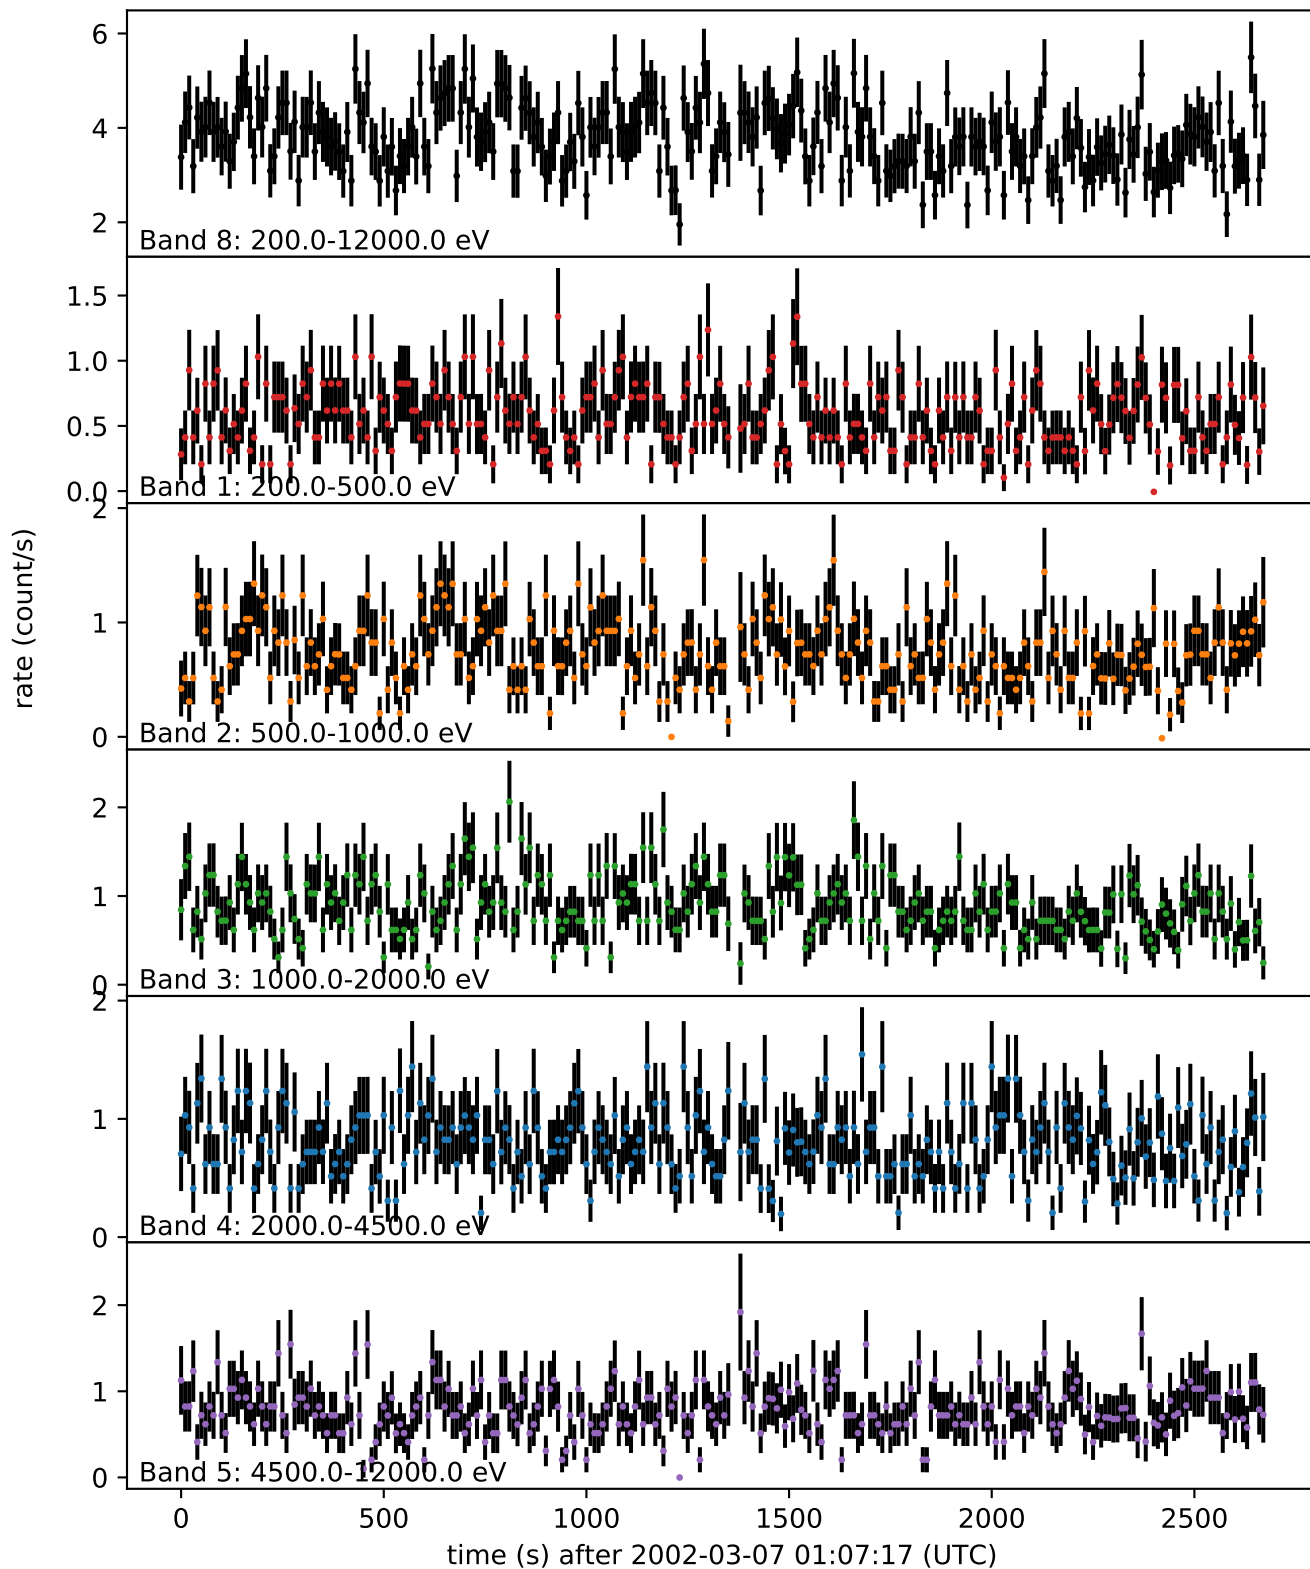 6
4
2
Band 8: 200.0-12000.0 eV
1.5
1.0
0.5
0.0
Band 1: 200.0-500.0 eV
2
1
0
Band 2: 500.0-1000.0 eV
rate (count/s)
2
1
0
Band 3: 1000.0-2000.0 eV
2
1
0
Band 4: 2000.0-4500.0 eV
2
1
0
Band 5: 4500.0-12000.0 eV
0 500 1000 1500 2000 2500
time (s) after 2002-03-07 01:07:17 (UTC)